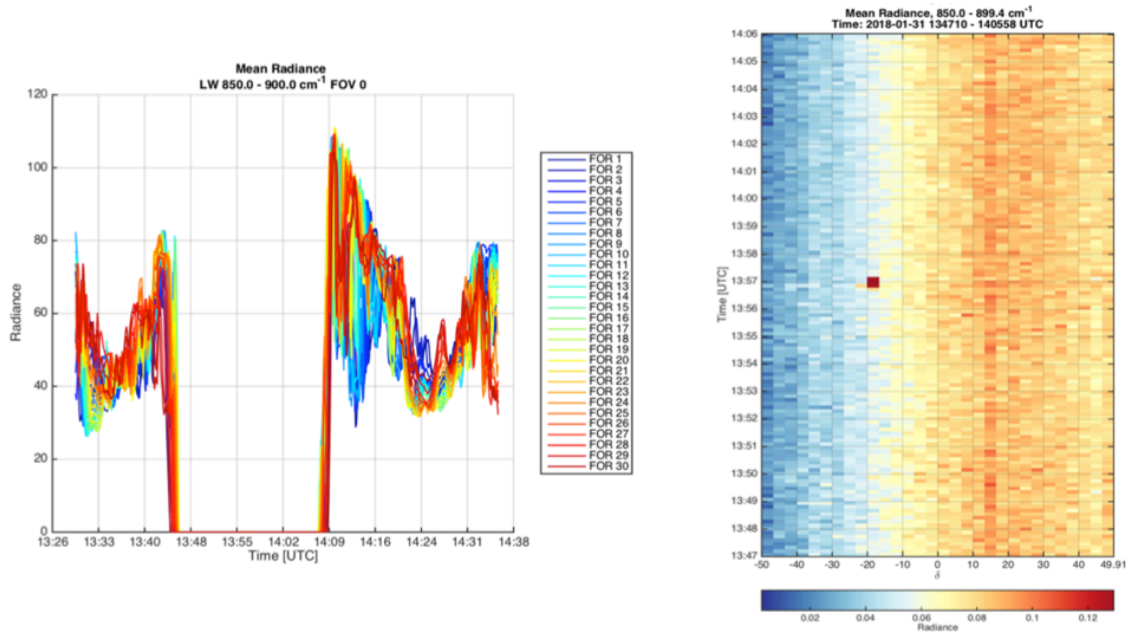 Mean Radiance
LW 850.0 - 900.0 cm-1 FOV 0
120
100
80
60
40
20
0
Radiance
13:26 13:33 13:40 13:48 13:55 14:02 14:09 14:16 14:24 14:31 14:38
Time [UTC]
FOR 1
FOR 2
FOR 3
FOR 4
FOR 5
FOR 6
FOR 7
FOR 8
FOR 9
FOR 10
FOR 11
FOR 12
FOR 13
FOR 14
FOR 15
FOR 16
FOR 17
FOR 18
FOR 19
FOR 20
FOR 21
FOR 22
FOR 23
FOR 24
FOR 25
FOR 26
FOR 27
FOR 28
FOR 29
FOR 30
Mean Radiance, 850.0 - 899.4 cm-1
Time: 2018-01-31 134710 - 140558 UTC
14:06
14:05
14:04
14:03
14:02
14:01
14:00
13:58
13:57
13:56
13:55
13:54
13:53
13:52
13:51
13:50
13:49
13:48
13:47
Time [UTC]
-50 -40 -30 -20 -10 0 10 20 30 40 49.91
δ
0.02 0.04 0.06 0.08 0.1 0.12
Radiance